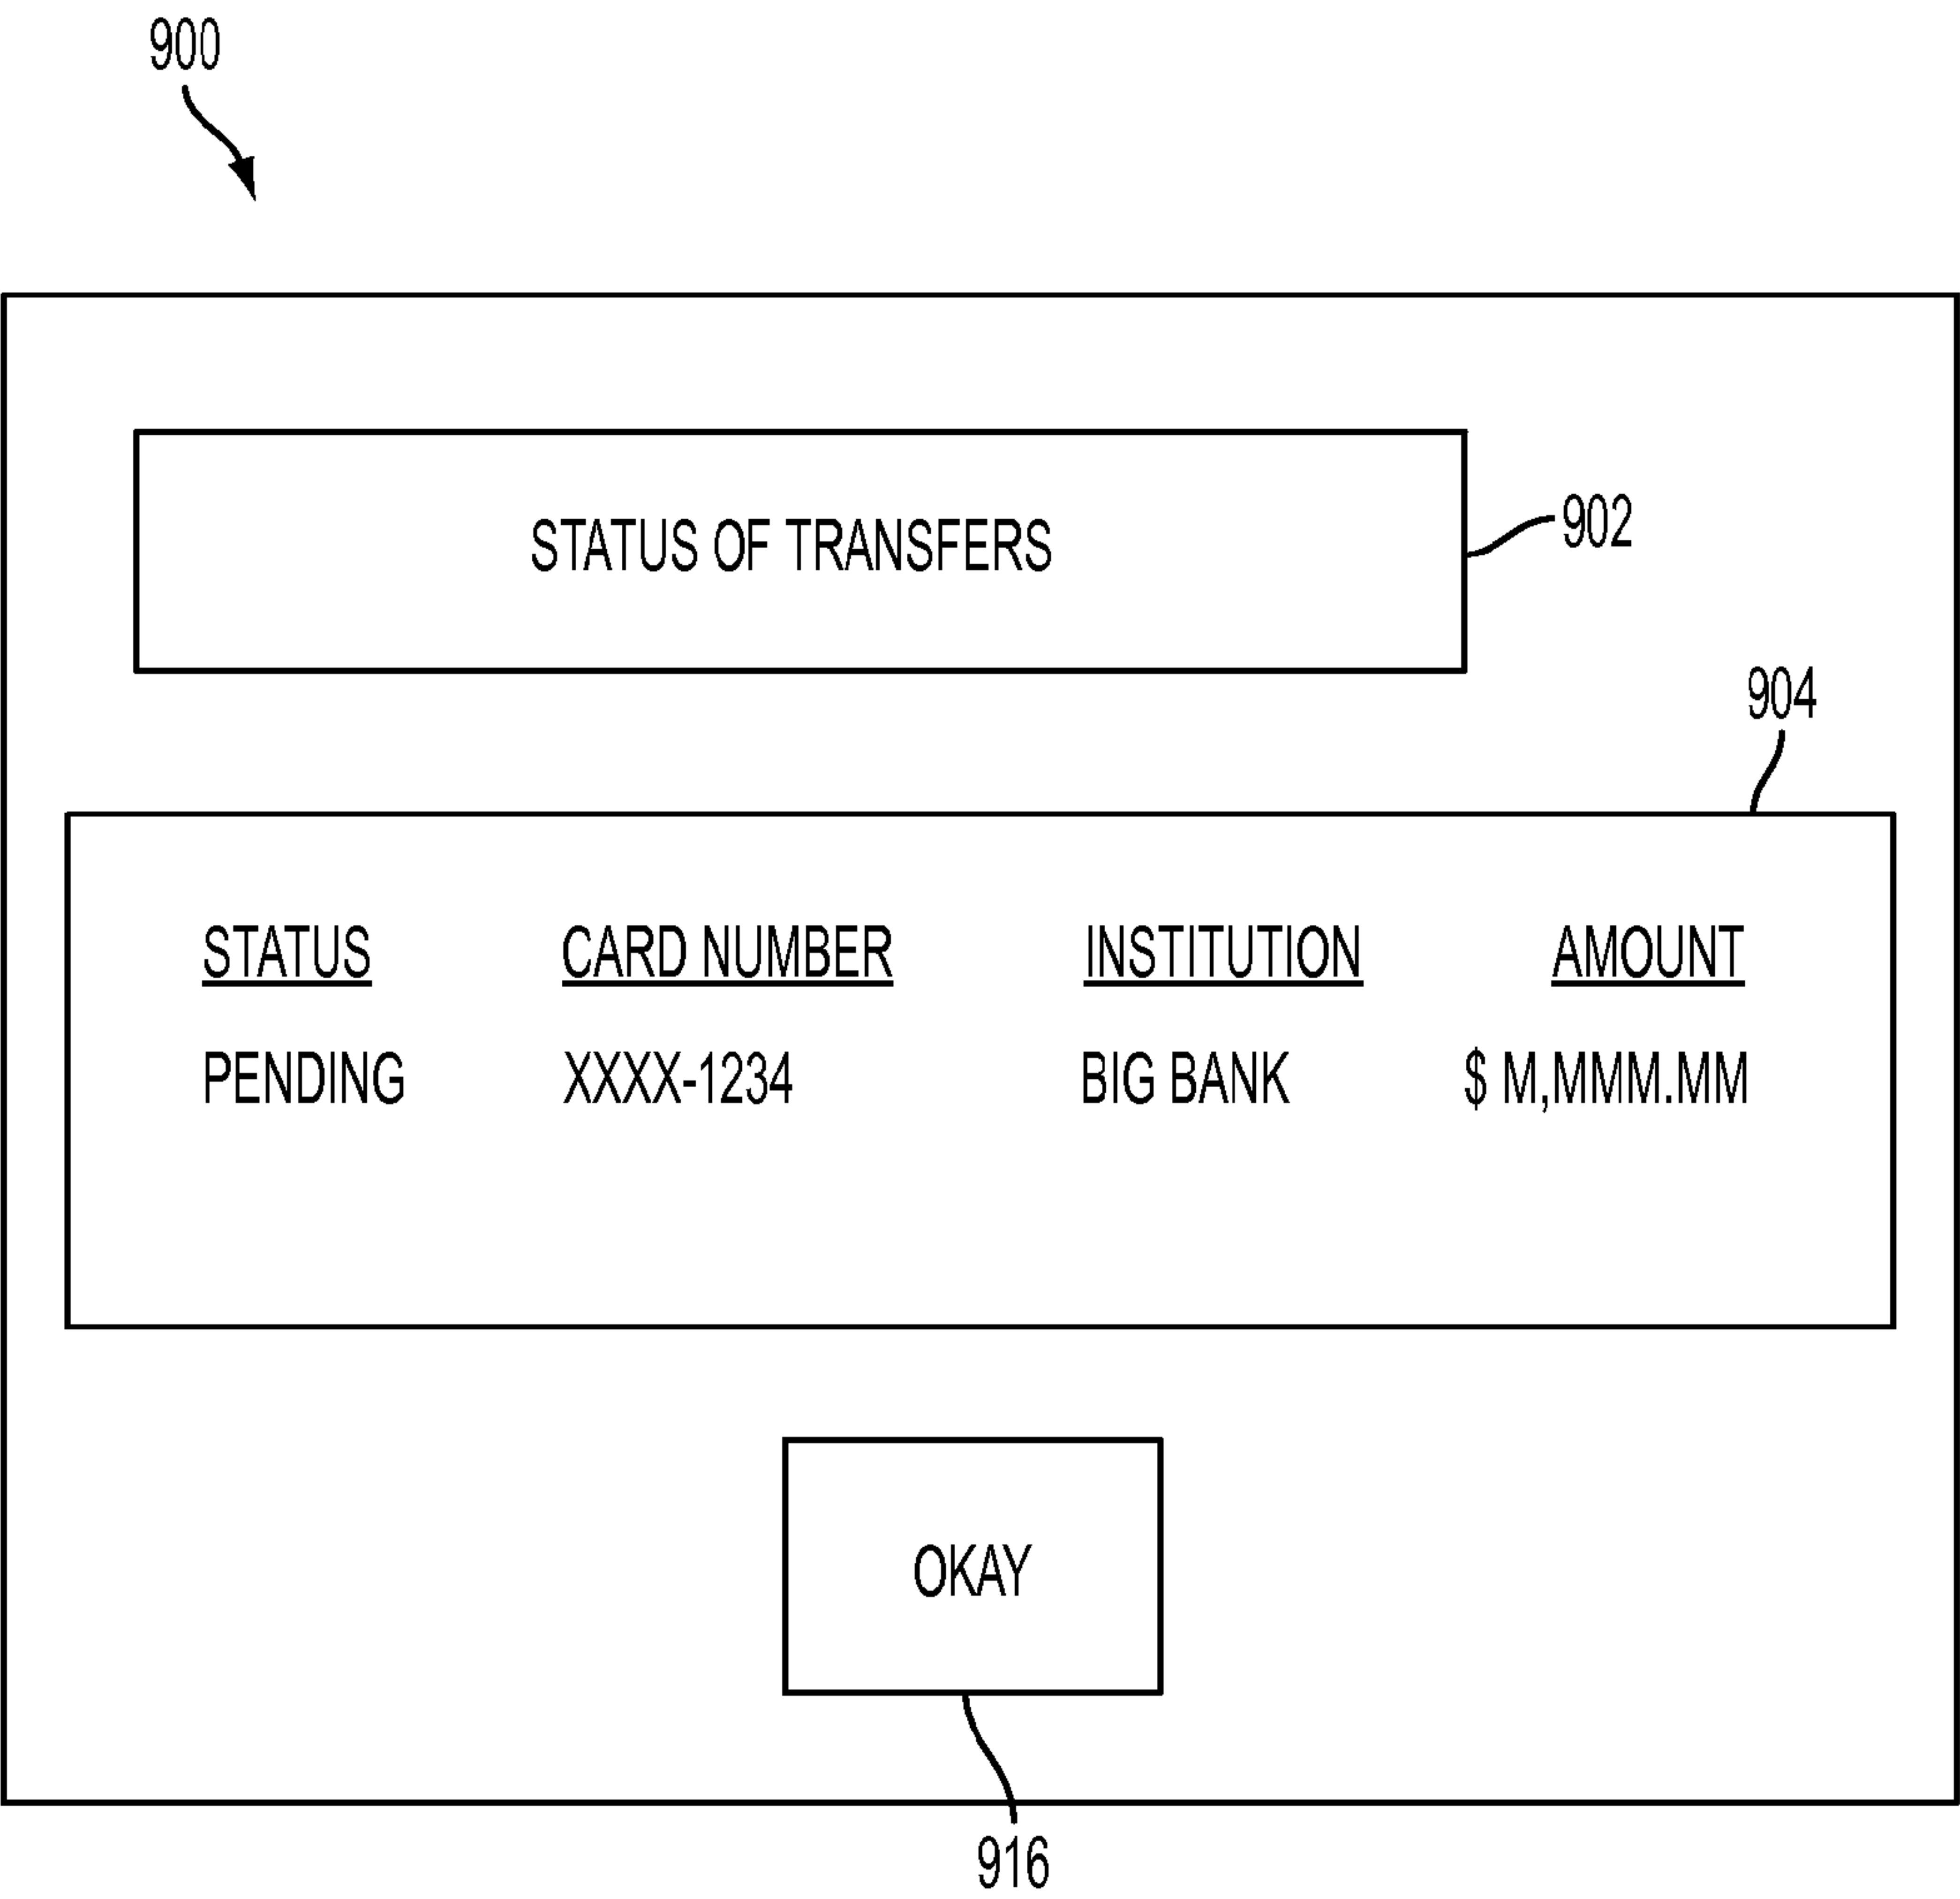 900
STATUS OF TRANSFERS
902
904
STATUS CARD NUMBER INSTITUTION AMOUNT
PENDING XXXX-1234 BIG BANK $ M,MMM.MM
OKAY
916